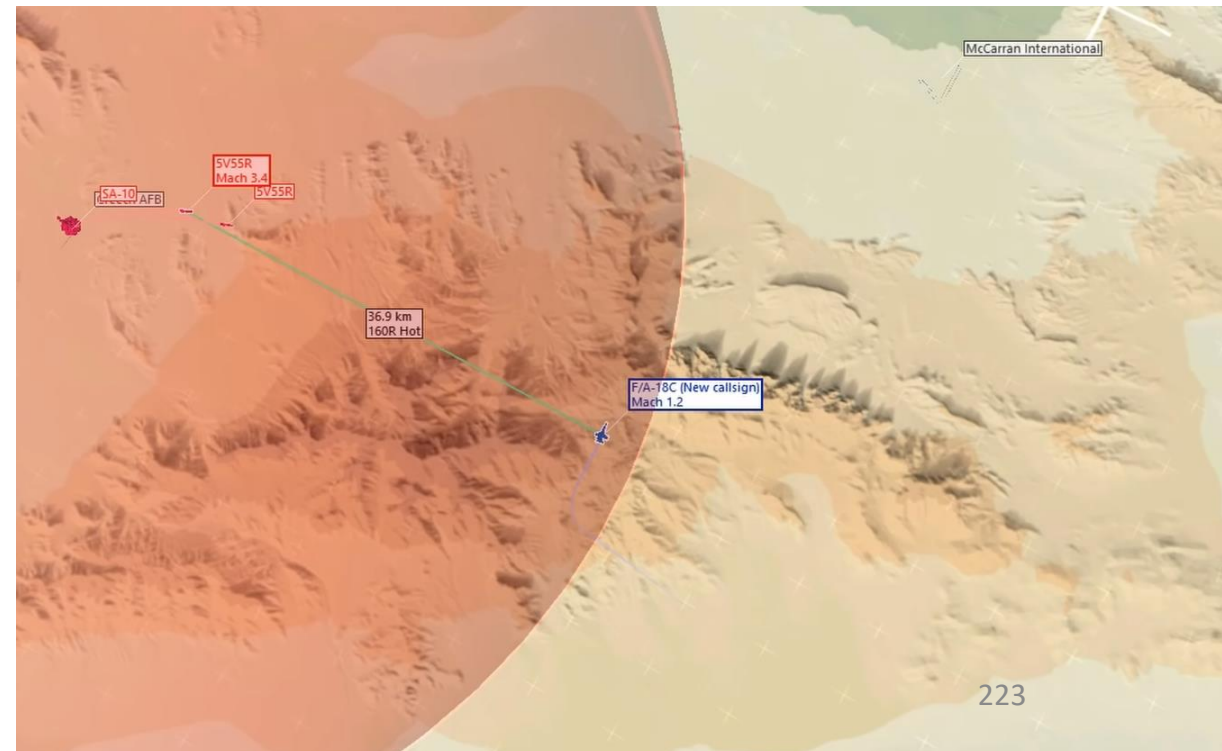 McCarran International
5V55R
Mach 3.4
5V55R
SA-10
AFB
36.9 km
160R Hot
F/A-18C (New callsign)
Mach 1.2
223